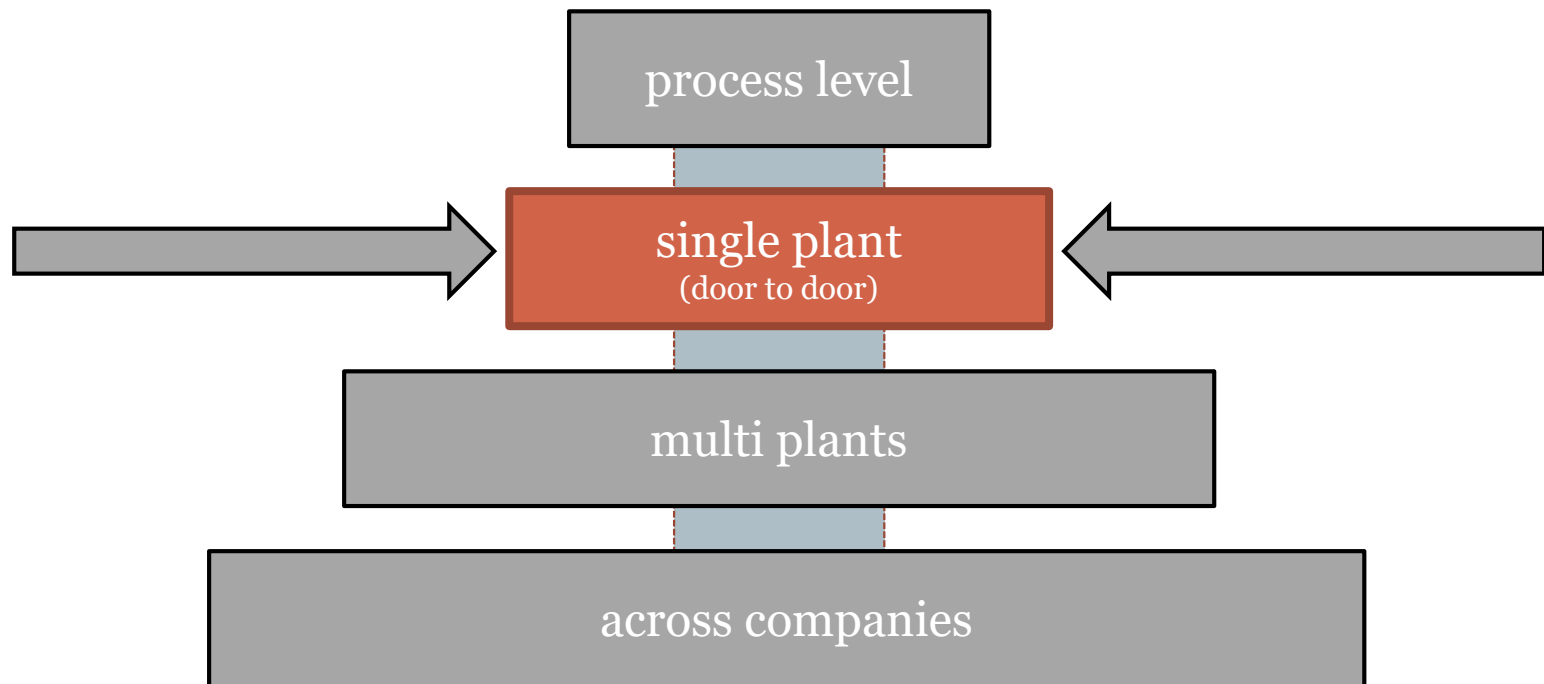 process level
single plant
(door to door)
multi plants
across companies